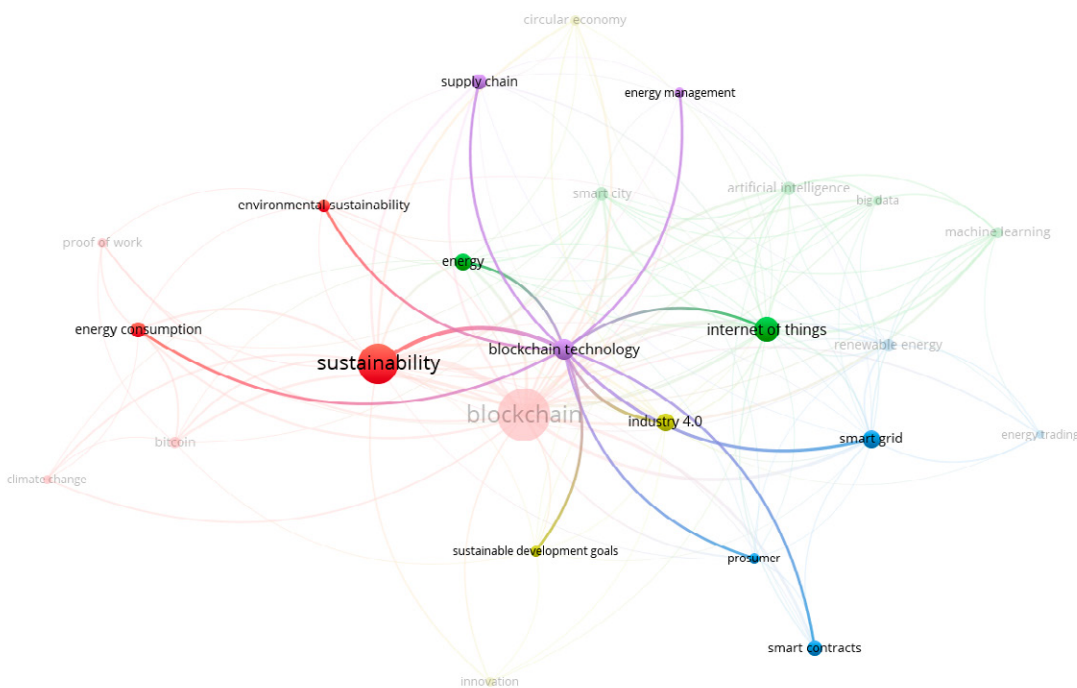 circular economy
supply chain
energy management
smart city
artificial intelligence
big data
environmental sustainability
machine learning
proof of work
energy
energy consumption
internet of things
renewable energy
blockchain technology
sustainability
blockchain
industry 4.0
bitcoin
smart grid
energy trading
climate change
sustainable development goals
prosumer
smart contracts
innovation